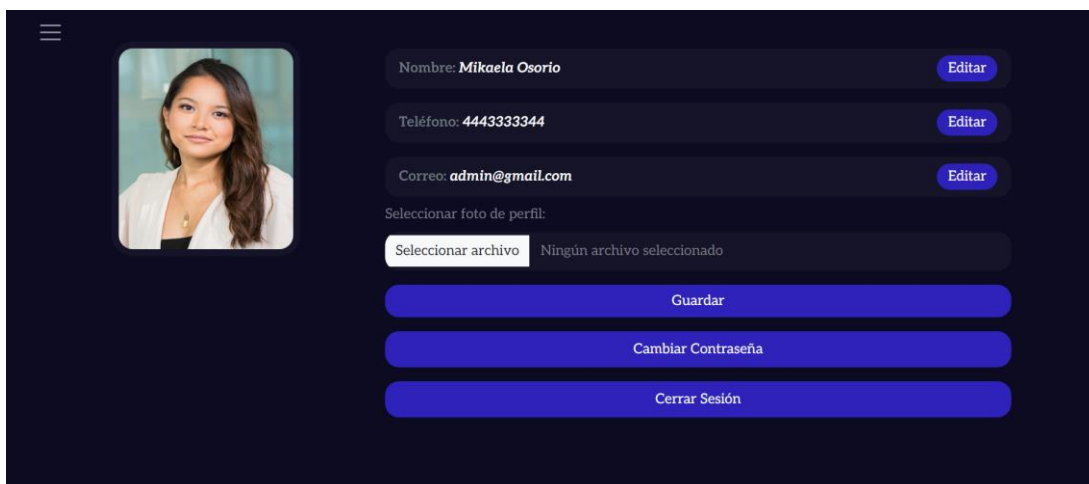 Nombre: Mikaela Osorio
Editar
Teléfono: 4443333344
Editar
Correo: admin@gmail.com
Editar
Seleccionar foto de perfil:
Seleccionar archivo Ningún archivo seleccionado
Guardar
Cambiar Contraseña
Cerrar Sesión